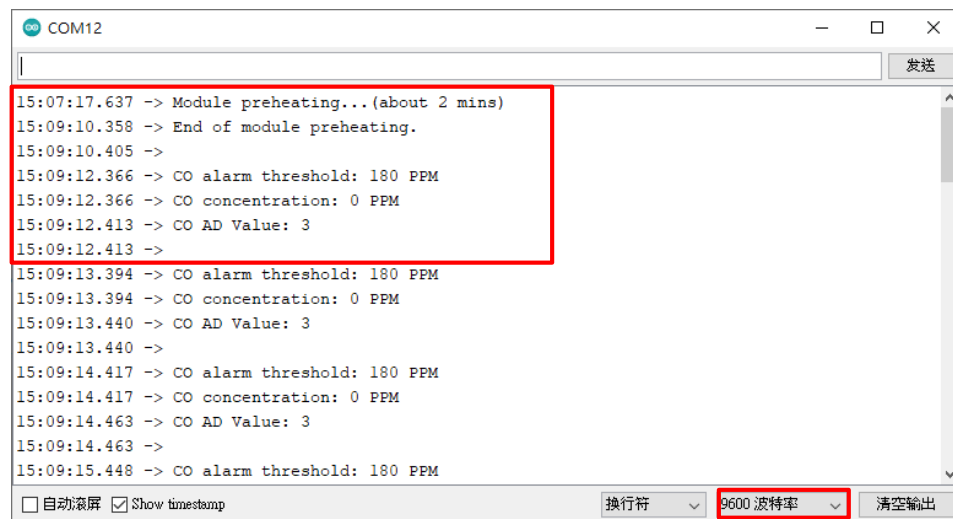 COM12
发送
15:07:17.637 -> Module preheating...(about 2 mins)
15:09:10.358 -> End of module preheating.
15:09:10.405 ->
15:09:12.366 -> CO alarm threshold: 180 PPM
15:09:12.366 -> CO concentration: 0 PPM
15:09:12.413 -> CO AD Value: 3
15:09:12.413 ->
15:09:13.394 -> CO alarm threshold: 180 PPM
15:09:13.394 -> CO concentration: 0 PPM
15:09:13.440 -> CO AD Value: 3
15:09:13.440 ->
15:09:14.417 -> CO alarm threshold: 180 PPM
15:09:14.417 -> CO concentration: 0 PPM
15:09:14.463 -> CO AD Value: 3
15:09:14.463 ->
15:09:15.448 -> CO alarm threshold: 180 PPM
自动滚屏 Show timestamp 换行符 9600 波特率 清空输出